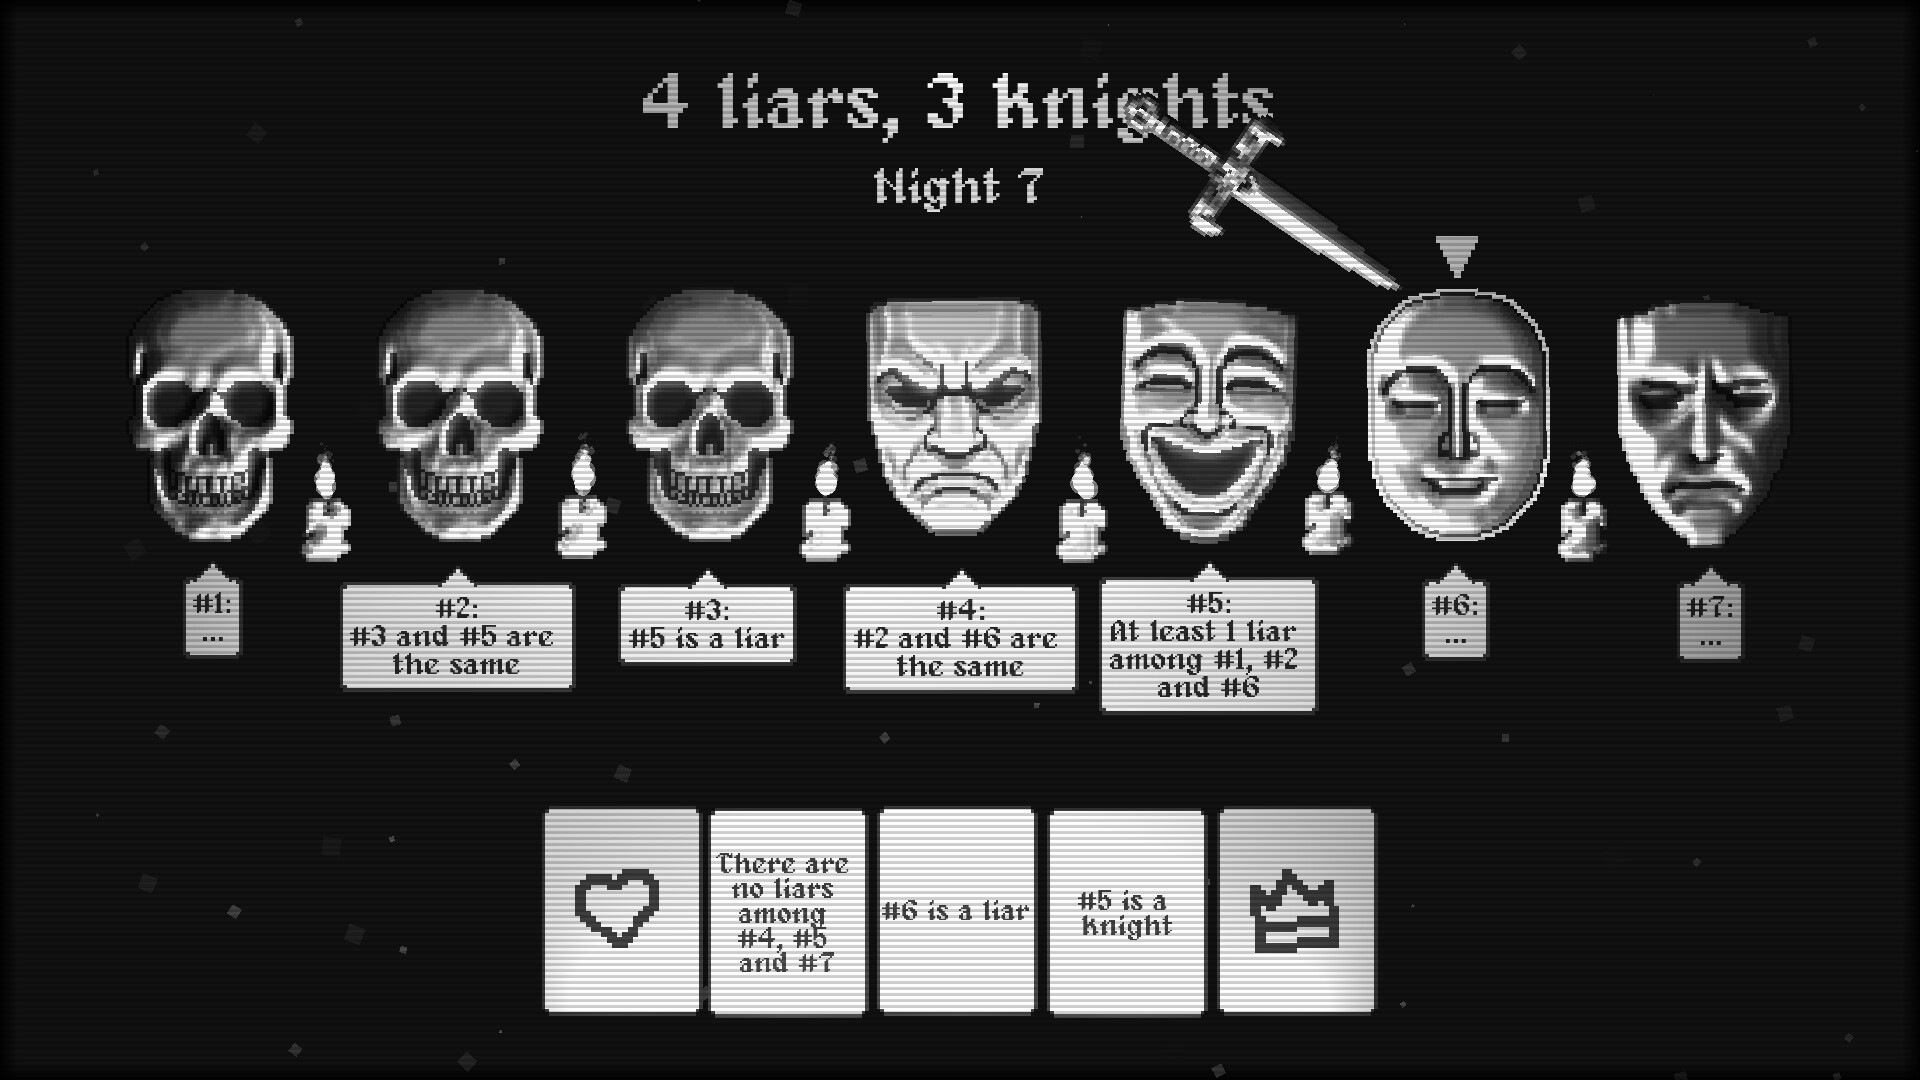 4 liars, 3 knights
Night 7
#1:
...
#2:
#3 and #5 are
the same
#3:
#5 is a liar
#4:
#2 and #6 are
the same
#5:
At least 1 liar
among #1, #2
and #6
#6:
...
#7:
...
There are
no liars
among
#4, #5
and #7
#6 is a liar
#5 is a
knight